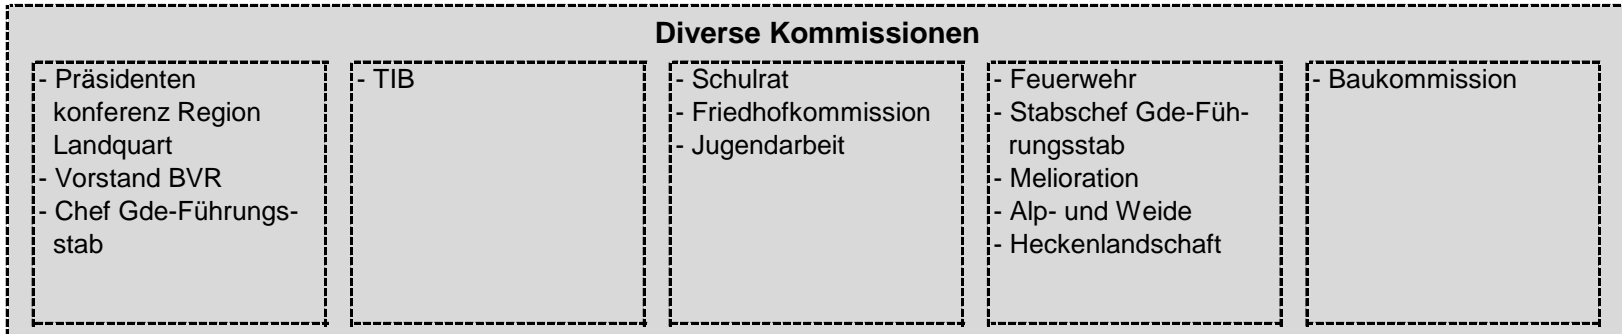 Diverse Kommissionen
- Präsidenten
konferenz Region
Landquart
- Vorstand BVR
- Chef Gde-Führungs-
stab
- TIB
- Schulrat
- Friedhofkommission
- Jugendarbeit
- Feuerwehr
- Stabschef Gde-Füh-
rungsstab
- Melioration
- Alp- und Weide
- Heckenlandschaft
- Baukommission